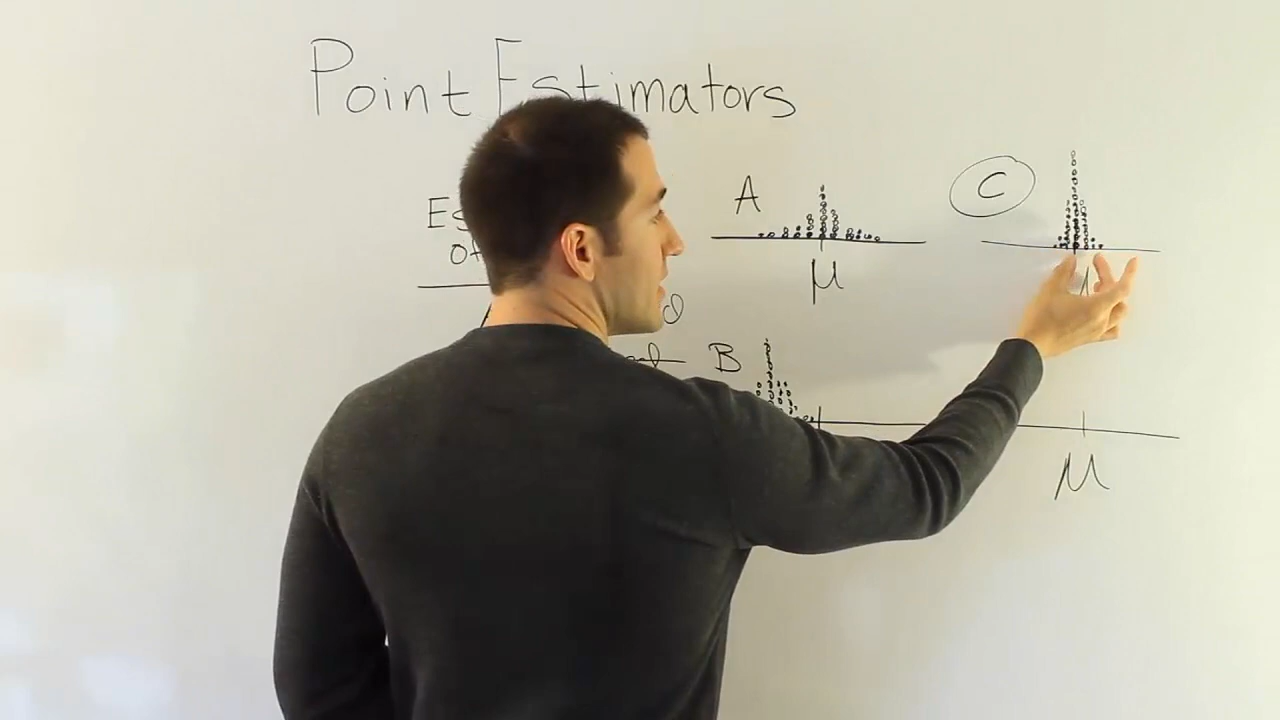 Point Estimators
A
C
μ
B
μ